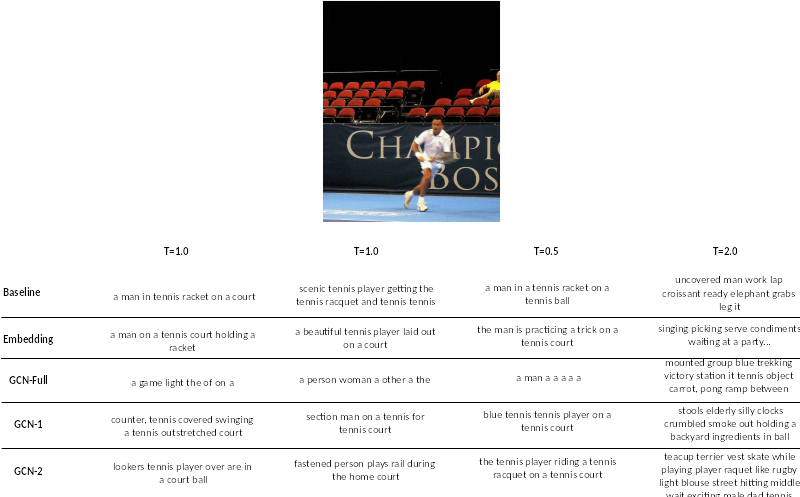 CHAMPIO
BOS
T=1.0 T=1.0 T=0.5 T=2.0
Baseline
a man in tennis racket on a court
scenic tennis player getting the
tennis racquet and tennis tennis
a man in a tennis racket on a
tennis ball
uncovered man work lap
croissant ready elephant grabs
leg it
Embedding
a man on a tennis court holding a
racket
a beautiful tennis player laid out
on a court
the man is practicing a trick on a
tennis court
singing picking serve condiments
waiting at a party...
GCN-Full
a game light the of on a
a person woman a other a the
a man a a a a a
mounted group blue trekking
victory station it tennis object
carrot, pong ramp between
GCN-1
counter, tennis covered swinging
a tennis outstretched court
section man on a tennis for
tennis court
blue tennis tennis player on a
tennis court
stools elderly silly clocks
crumbled smoke out holding a
backyard ingredients in ball
GCN-2
lookers tennis player over are in
a court ball
fastened person plays rail during
the home court
the tennis player riding a tennis
racquet on a tennis court
teacup terrier vest skate while
playing player raquet like rugby
light blouse street hitting middle
wait exciting male dad tennis